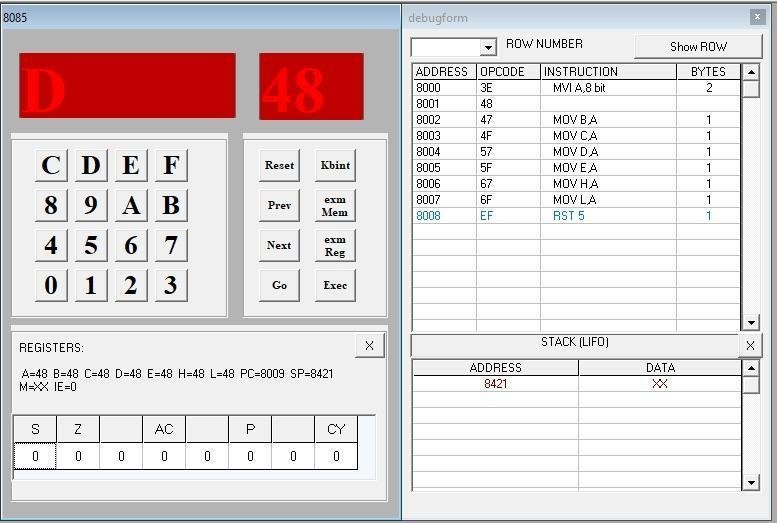 8085
D 48
C D E F
8 9 A B
4 5 6 7
0 1 2 3
Reset Kbint
Prev exm Mem
Next exm Reg
Go Exec
REGISTERS: X
A=48 B=48 C=48 D=48 E=48 H=48 L=48 PC=8009 SP=8421
M=XX IE=0
S Z AC P CY
0 0 0 0 0 0 0 0
debugform x
ROW NUMBER Show ROW
ADDRESS OPCODE INSTRUCTION BYTES
8000 3E MVI A,8 bit 2
8001 48
8002 47 MOV B,A 1
8003 4F MOV C,A 1
8004 57 MOV D,A 1
8005 5F MOV E,A 1
8006 67 MOV H,A 1
8007 6F MOV L,A 1
8008 EF RST 5 1
STACK (LIFO) X
ADDRESS DATA
8421 XX